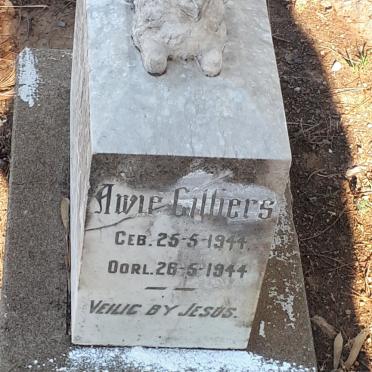 Awie Cilliers
GEB. 25-5-1944.
OORL. 26-5-1944
VEILIG BY JESUS.